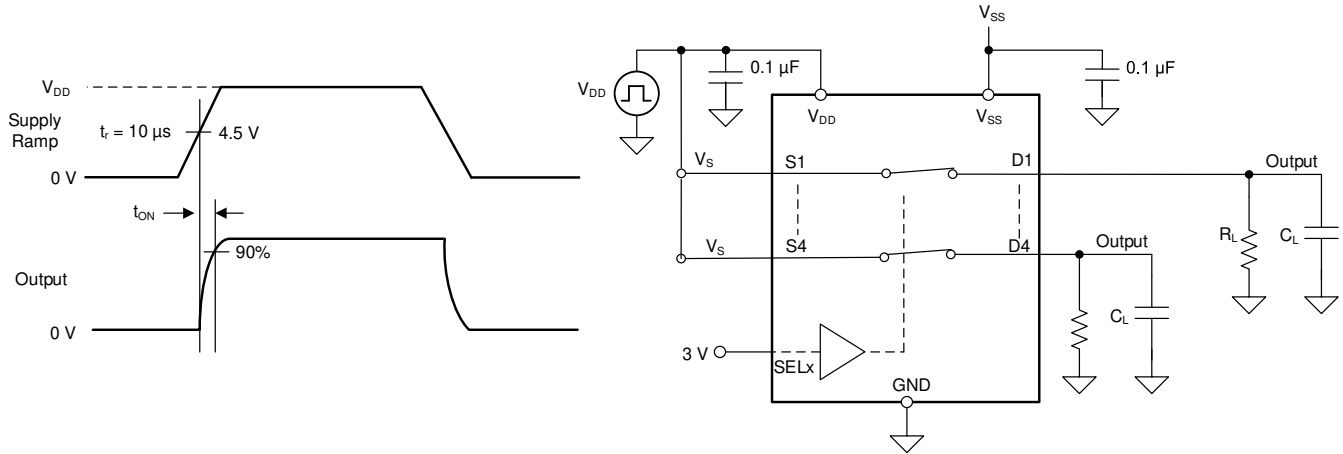 V_DD
Supply
Ramp
t_r = 10 µs
4.5 V
0 V
t_ON
90%
Output
0 V
V_SS
0.1 µF
0.1 µF
V_DD
V_DD
V_SS
V_S
S1
D1
Output
V_S
S4
D4
Output
R_L
C_L
C_L
3 V
SELx
GND